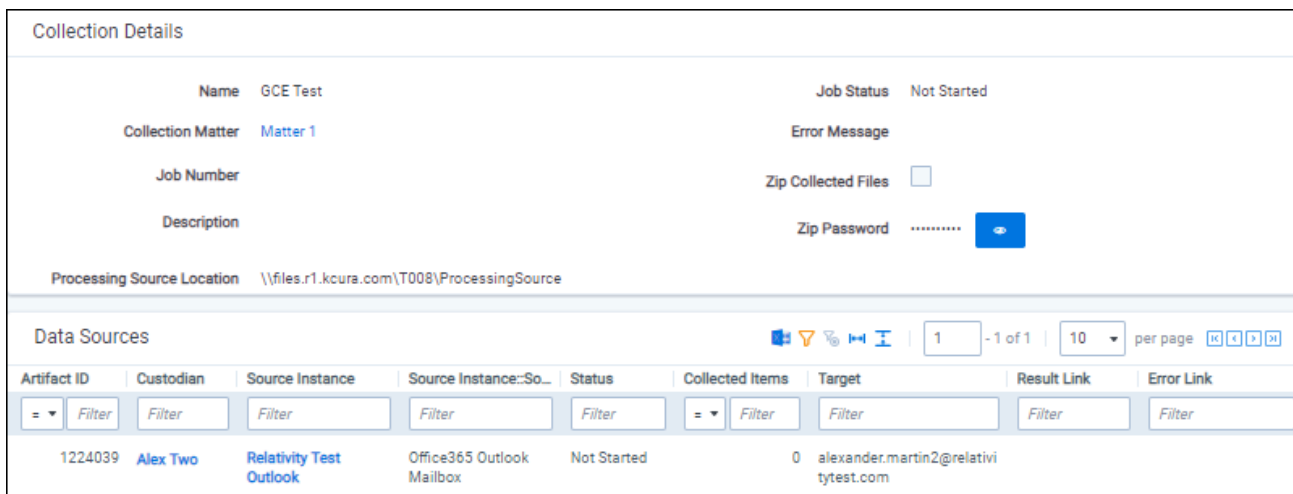 Collection Details
Name GCE Test Job Status Not Started
Collection Matter Matter 1 Error Message
Job Number Zip Collected Files
Description Zip Password ••••••••••
Processing Source Location \\files.r1.kcura.com\T008\ProcessingSource
Data Sources 1 - 1 of 1 10 per page
Artifact ID Custodian Source Instance Source Instance::So... Status Collected Items Target Result Link Error Link
= Filter Filter Filter Filter Filter = Filter Filter Filter Filter
1224039 Alex Two Relativity Test Office365 Outlook Not Started 0 alexander.martin2@relativi
Outlook Mailbox tytest.com